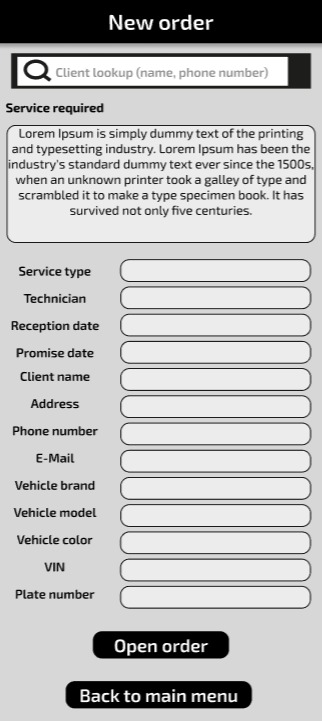 New order
Client lookup (name, phone number)
Service required
Lorem Ipsum is simply dummy text of the printing
and typesetting industry. Lorem Ipsum has been the
industry's standard dummy text ever since the 1500s,
when an unknown printer took a galley of type and
scrambled it to make a type specimen book. It has
survived not only five centuries.
Service type
Technician
Reception date
Promise date
Client name
Address
Phone number
E-Mail
Vehicle brand
Vehicle model
Vehicle color
VIN
Plate number
Open order
Back to main menu